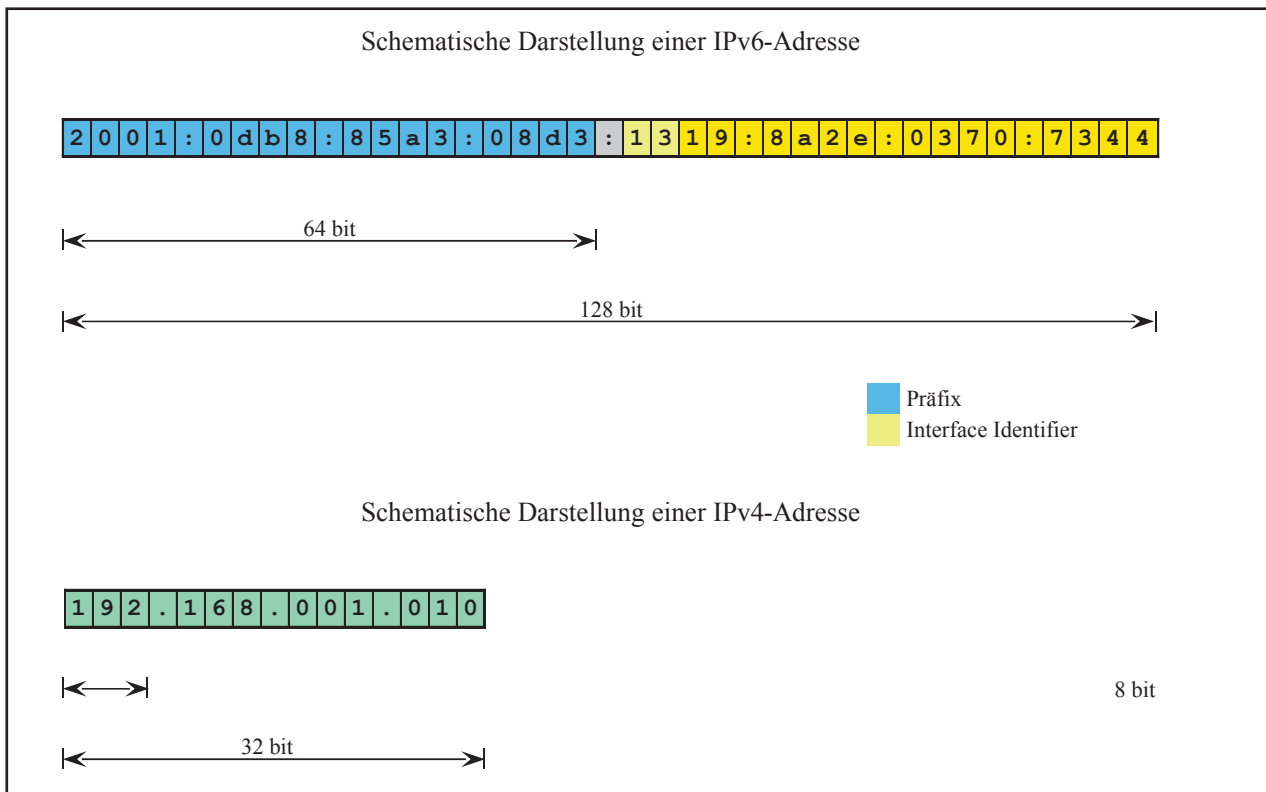 Schematische Darstellung einer IPv6-Adresse
2001:0db8:85a3:08d3:1319:8a2e:0370:7344
64 bit
128 bit
Präfix
Interface Identifier
Schematische Darstellung einer IPv4-Adresse
192.168.001.010
8 bit
32 bit